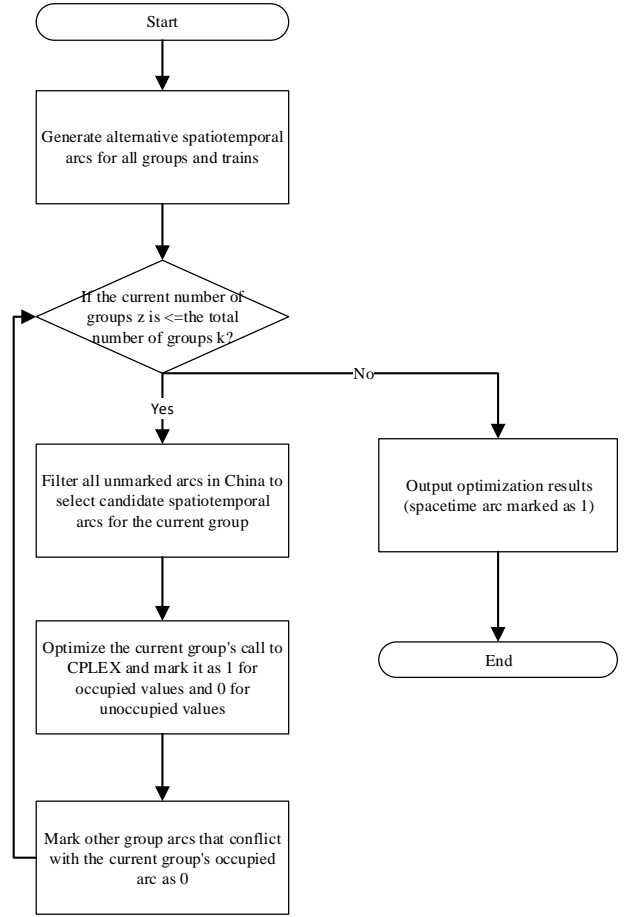 Start
Generate alternative spatiotemporal
arcs for all groups and trains
If the current number of
groups z is <=the total
number of groups k?
No
Yes
Filter all unmarked arcs in China to
select candidate spatiotemporal
arcs for the current group
Output optimization results
(spacetime arc marked as 1)
Optimize the current group's call to
CPLEX and mark it as 1 for
occupied values and 0 for
unoccupied values
End
Mark other group arcs that conflict
with the current group's occupied
arc as 0